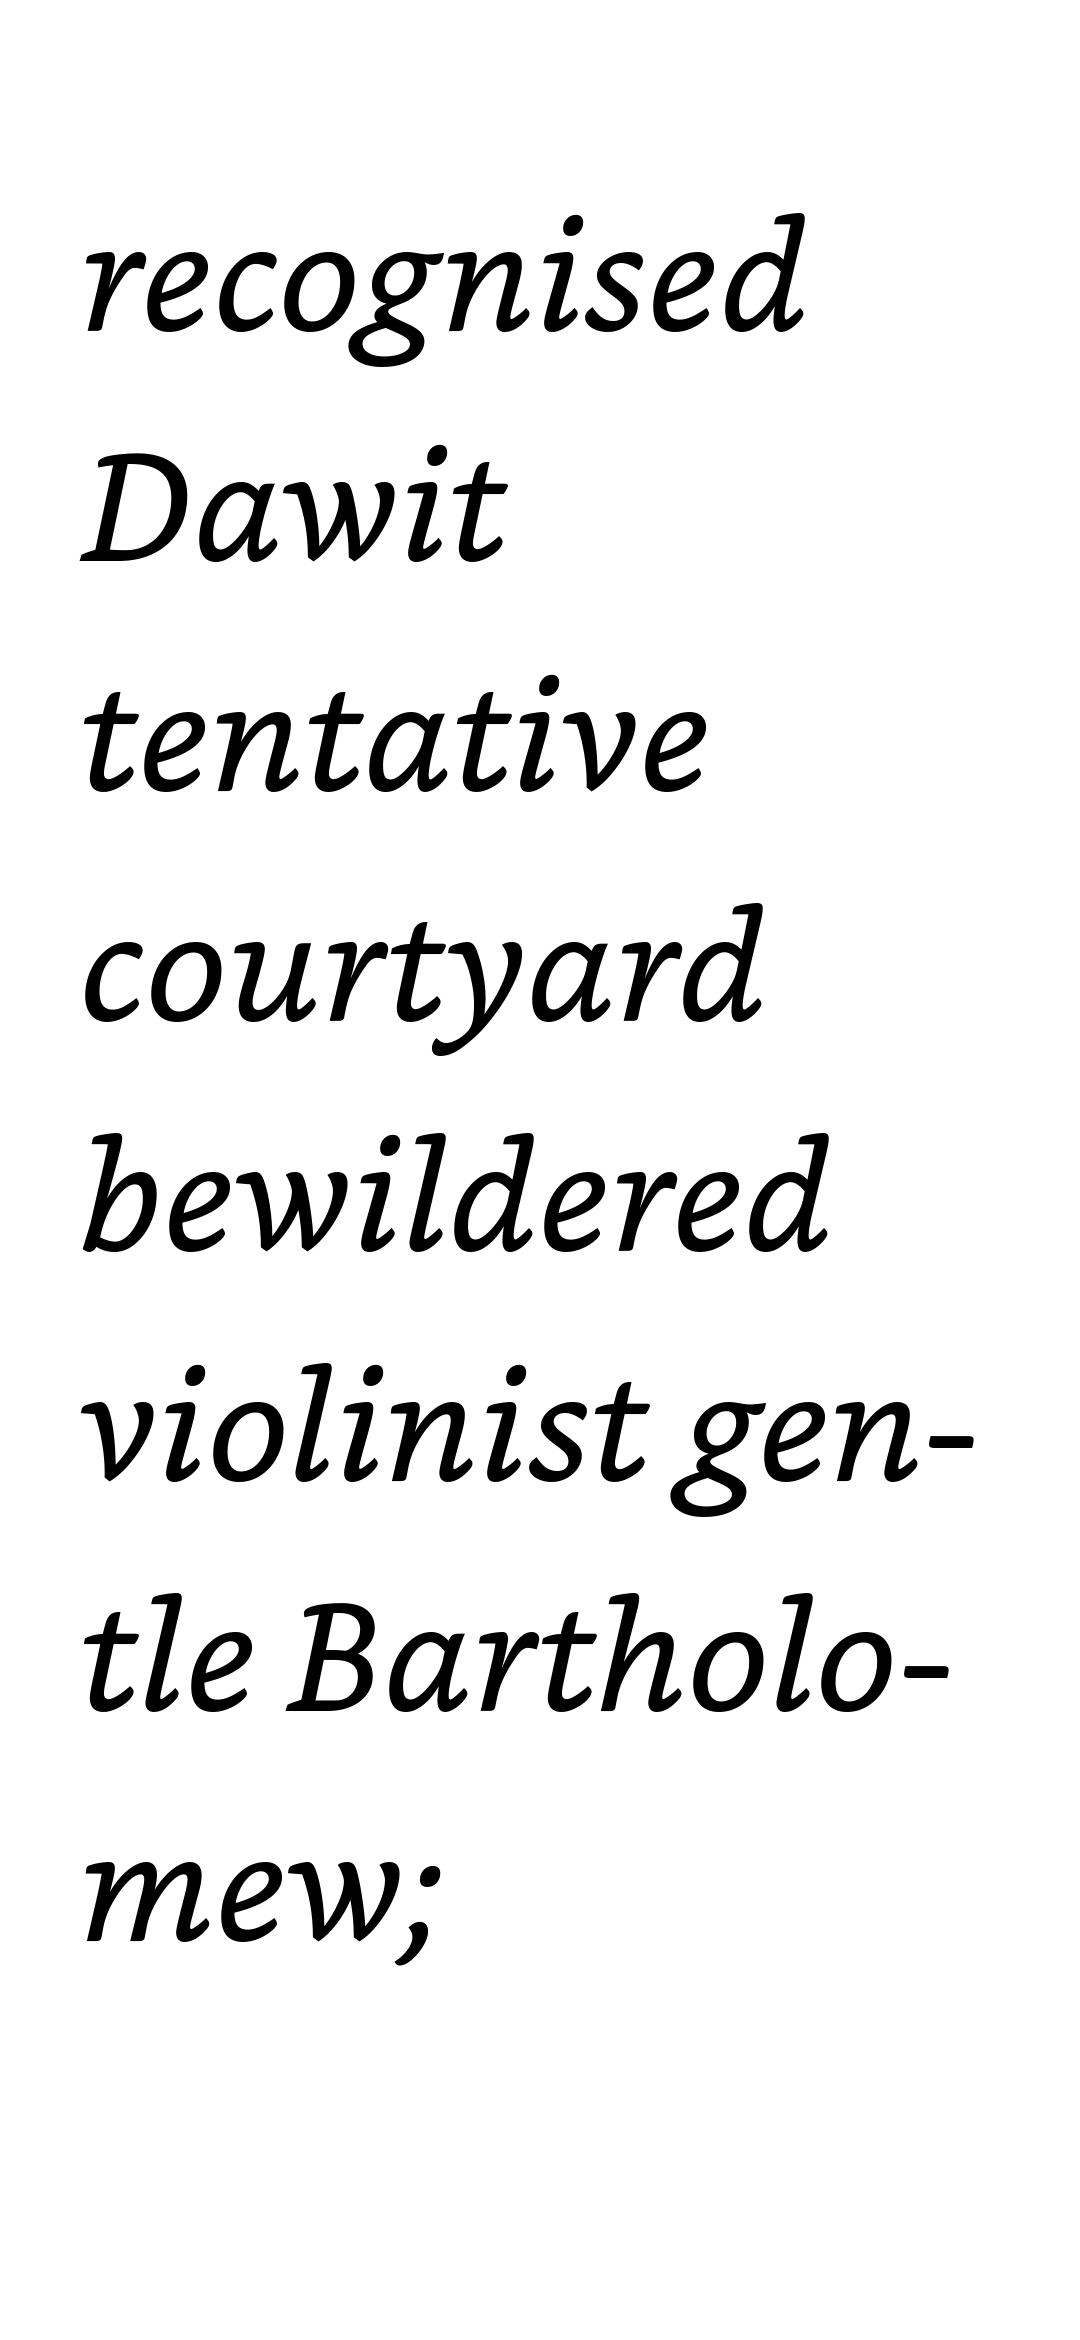 recognised
Dawit
tentative
courtyard
bewildered
violinist gen-
tle Bartholo-
mew;